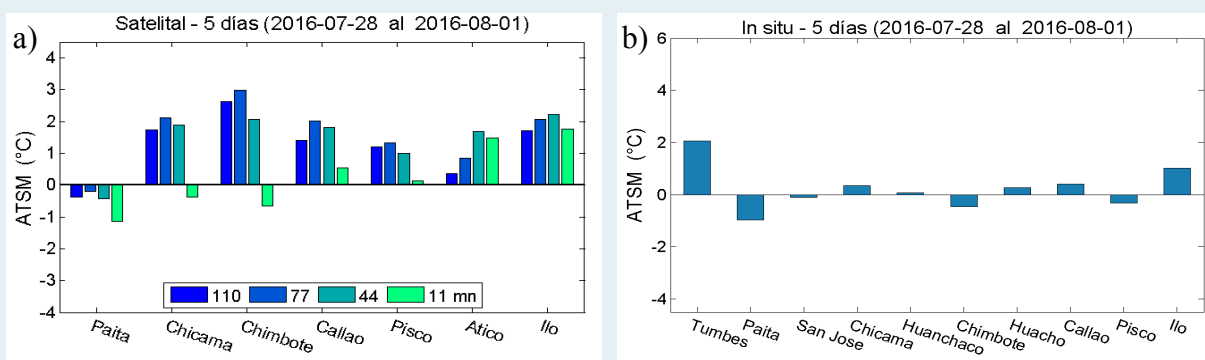 a)
Satelital - 5 días (2016-07-28 al 2016-08-01)
ATSM (°C)
4
3
2
1
0
-1
-2
-3
-4
110 77 44 11 mn
Paita Chicama Chimbote Callao Pisco Atico Ilo
b)
In situ - 5 días (2016-07-28 al 2016-08-01)
ATSM (°C)
6
4
2
0
-2
-4
Tumbes Paita San Jose Chicama Huanchaco Chimbote Huacho Callao Pisco Ilo